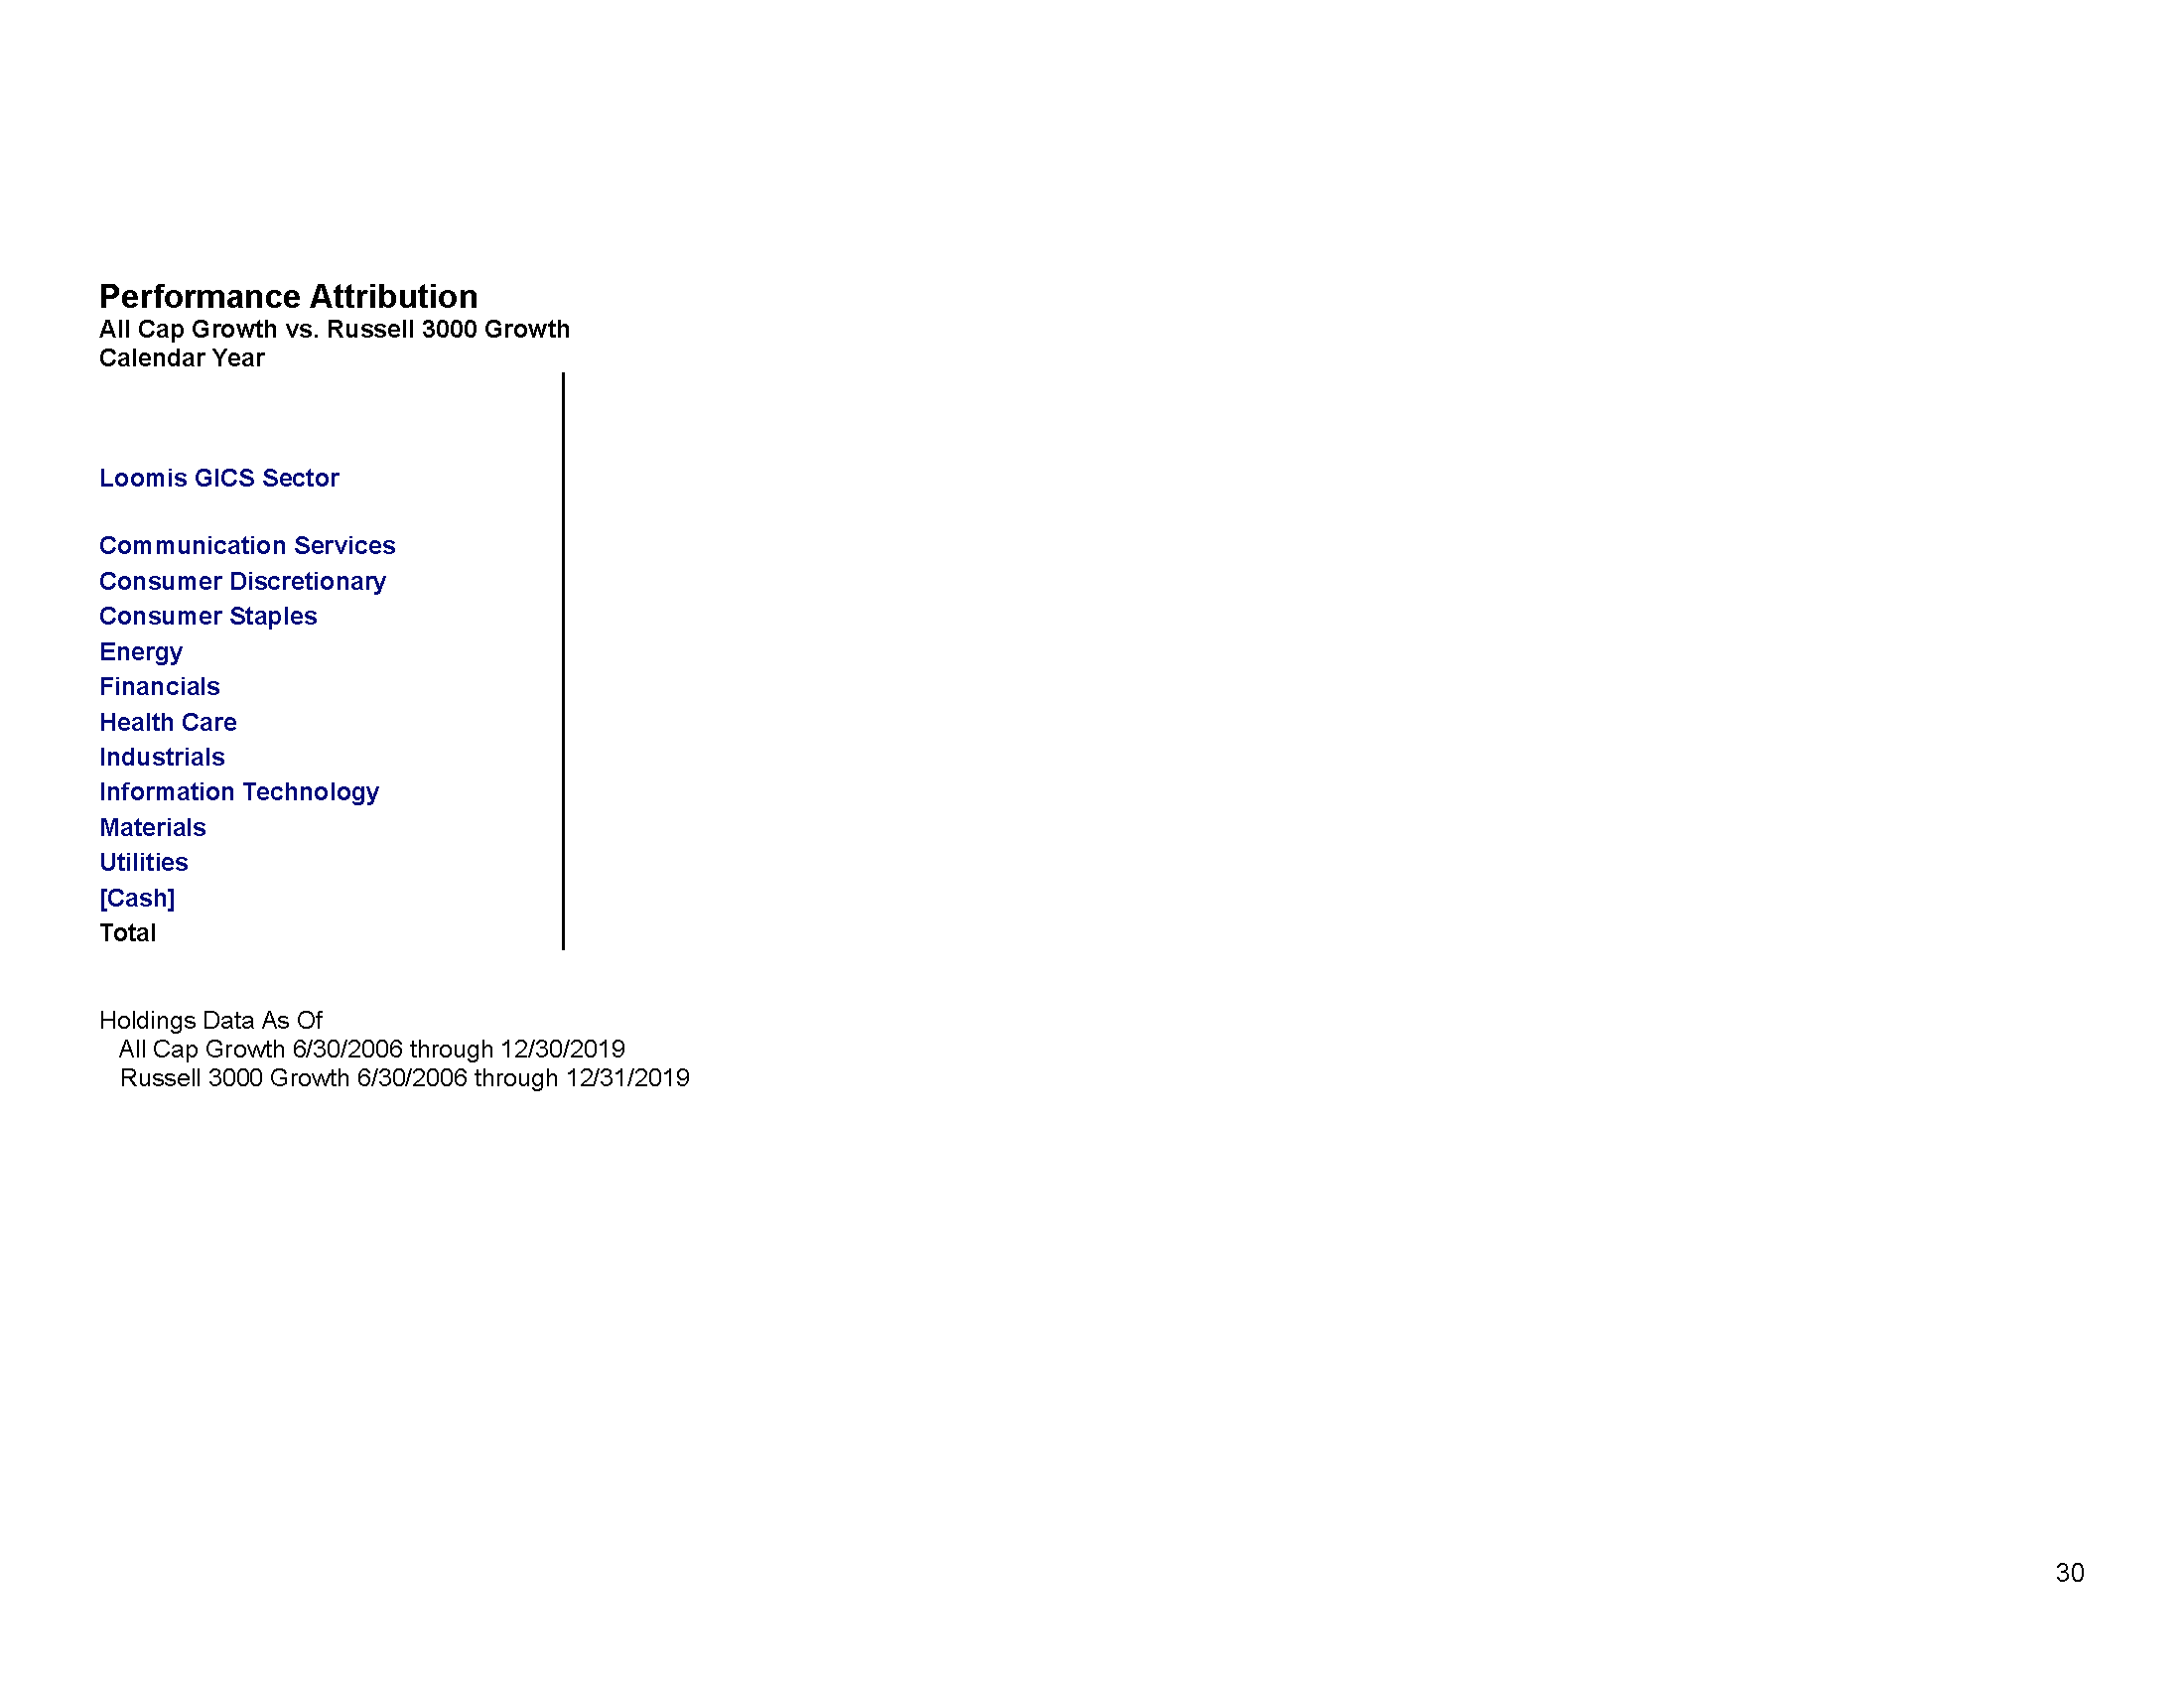 Performance Attribution
All Cap Growth vs. Russell 3000 Growth
Calendar Year
Loomis GICS Sector
Communication Services
Consumer Discretionary
Consumer Staples
Energy
Financials
Health Care
Industrials
Information Technology
Materials
Utilities
[Cash]
Total
Holdings Data As Of
All Cap Growth 6/30/2006 through 12/30/2019
Russell 3000 Growth 6/30/2006 through 12/31/2019
30